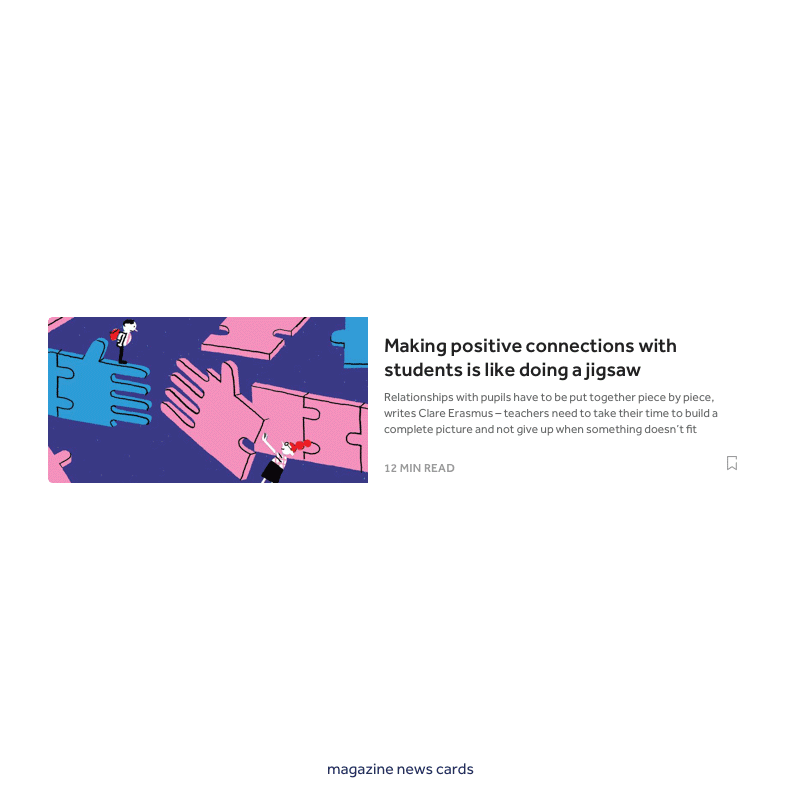 Making positive connections with
students is like doing a jigsaw
Relationships with pupils have to be put together piece by piece,
writes Clare Erasmus – teachers need to take their time to build a
complete picture and not give up when something doesn't fit
12 MIN READ
magazine news cards